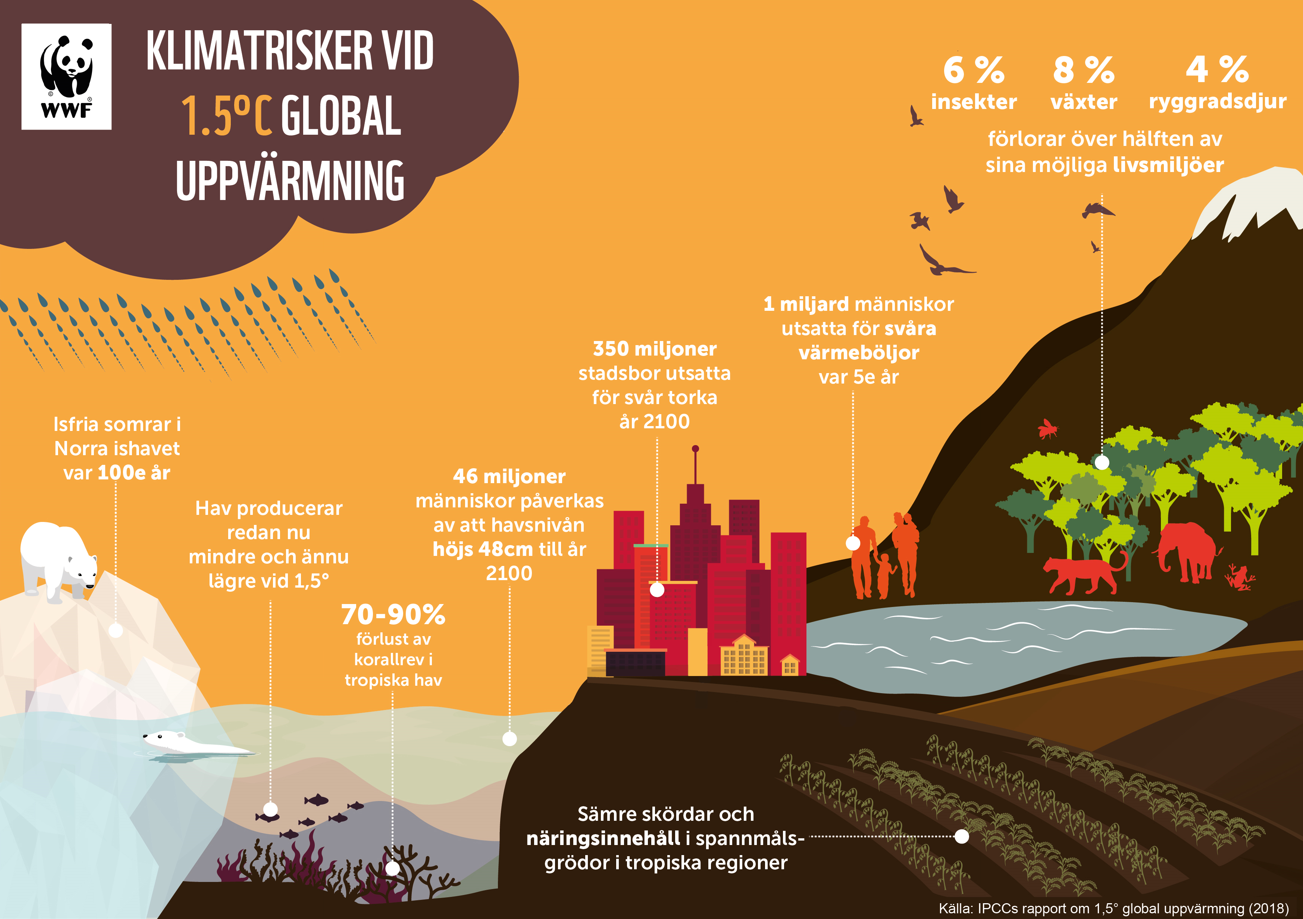 WWF
KLIMATRISKER VID
1.5ºC GLOBAL
UPPVÄRMNING
6 %
insekter
8 %
växter
4 %
ryggradsdjur
förlorar över hälften av
sina möjliga livsmiljöer
1 miljard människor
utsatta för svåra
värmeböljor
var 5e år
350 miljoner
stadsbor utsatta
för svår torka
år 2100
Isfria somrar i
Norra ishavet
var 100e år
46 miljoner
människor påverkas
av att havsnivån
höjs 48cm till år
2100
Hav producerar
redan nu
mindre och ännu
lägre vid 1,5°
70-90%
förlust av
korallrev i
tropiska hav
Sämre skördar och
näringsinnehåll i spannmåls-
grödor i tropiska regioner
Källa: IPCCs rapport om 1,5° global uppvärmning (2018)